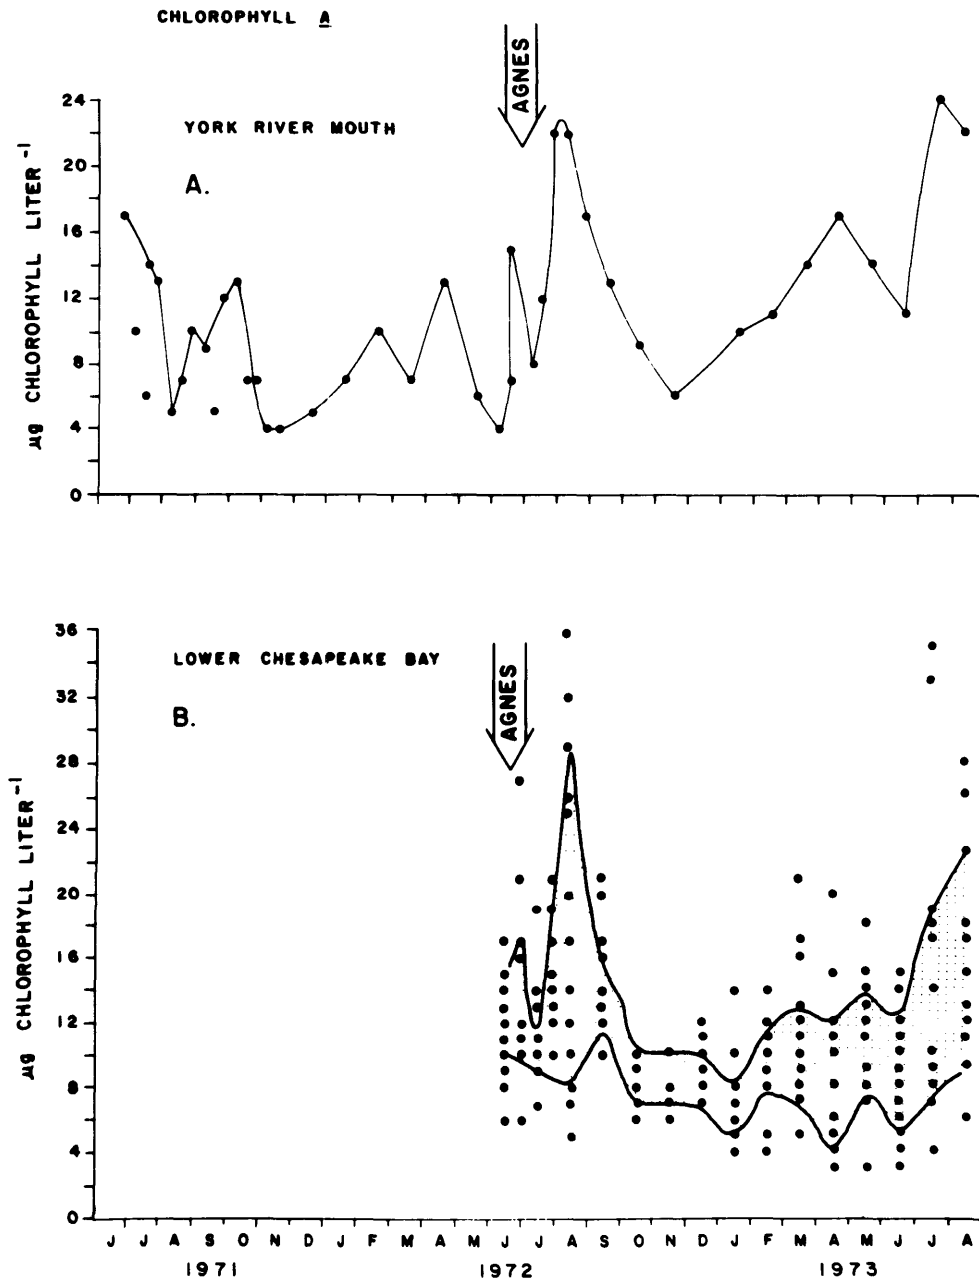 CHLOROPHYLL A
AGNES
YORK RIVER MOUTH
A.
µg CHLOROPHYLL LITER⁻¹
24
20
16
12
8
4
0
LOWER CHESAPEAKE BAY
B.
AGNES
µg CHLOROPHYLL LITER⁻¹
36
32
28
24
20
16
12
8
4
0
J J A S O N D J F M A M J J A S O N D J F M A M J J A
1971 1972 1973